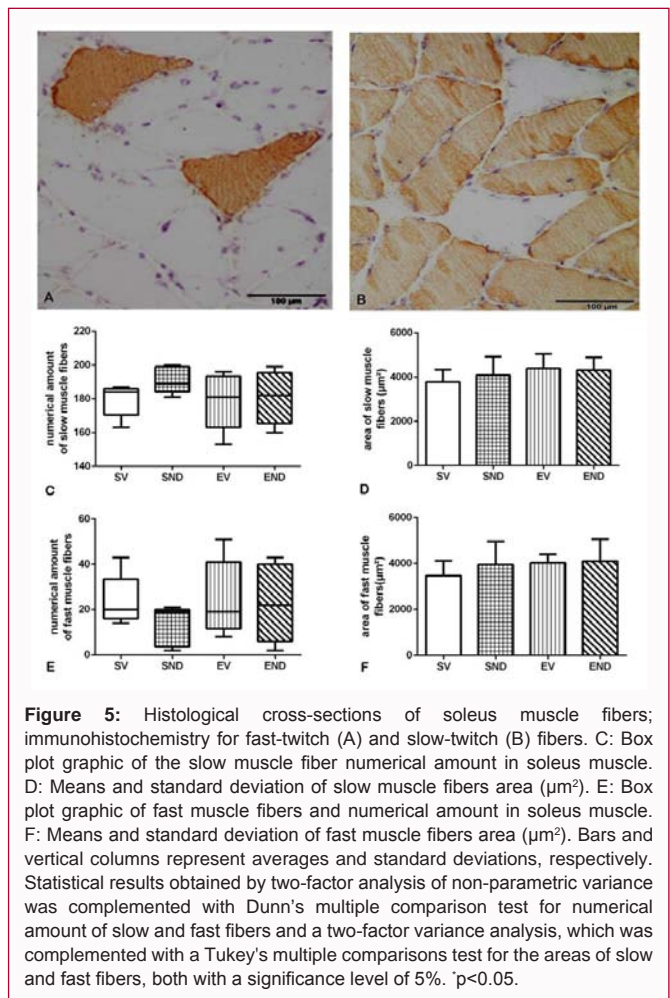 A
100 µm
B
100 µm
numerical amount
of slow muscle fibers
220
200
180
160
140
SV
SND
EV
END
C
area of slow muscle
fibers (µm²)
6000
4000
2000
0
SV
SND
EV
END
D
numerical amount
of fast muscle fibers
60
40
20
0
SV
SND
EV
END
E
area of fast muscle
fibers(µm²)
6000
4000
2000
0
SV
SND
EV
END
F
Figure 5: Histological cross-sections of soleus muscle fibers;
immunohistochemistry for fast-twitch (A) and slow-twitch (B) fibers. C: Box
plot graphic of the slow muscle fiber numerical amount in soleus muscle.
D: Means and standard deviation of slow muscle fibers area (µm²). E: Box
plot graphic of fast muscle fibers and numerical amount in soleus muscle.
F: Means and standard deviation of fast muscle fibers area (µm²). Bars and
vertical columns represent averages and standard deviations, respectively.
Statistical results obtained by two-factor analysis of non-parametric variance
was complemented with Dunn’s multiple comparison test for numerical
amount of slow and fast fibers and a two-factor variance analysis, which was
complemented with a Tukey's multiple comparisons test for the areas of slow
and fast fibers, both with a significance level of 5%. *p<0.05.